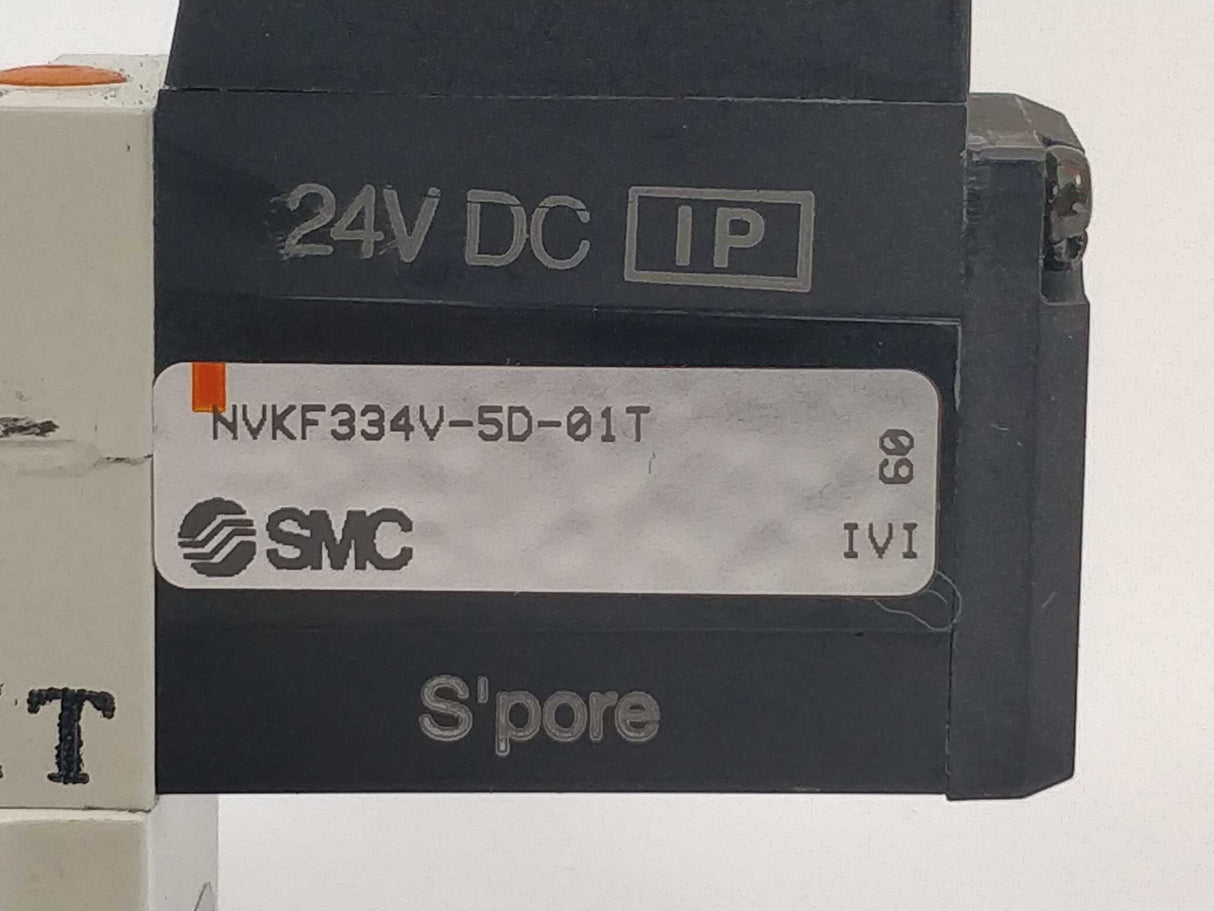 24V DC IP
NVKF334V-5D-01T
60
SMC
IVI
S'pore
T